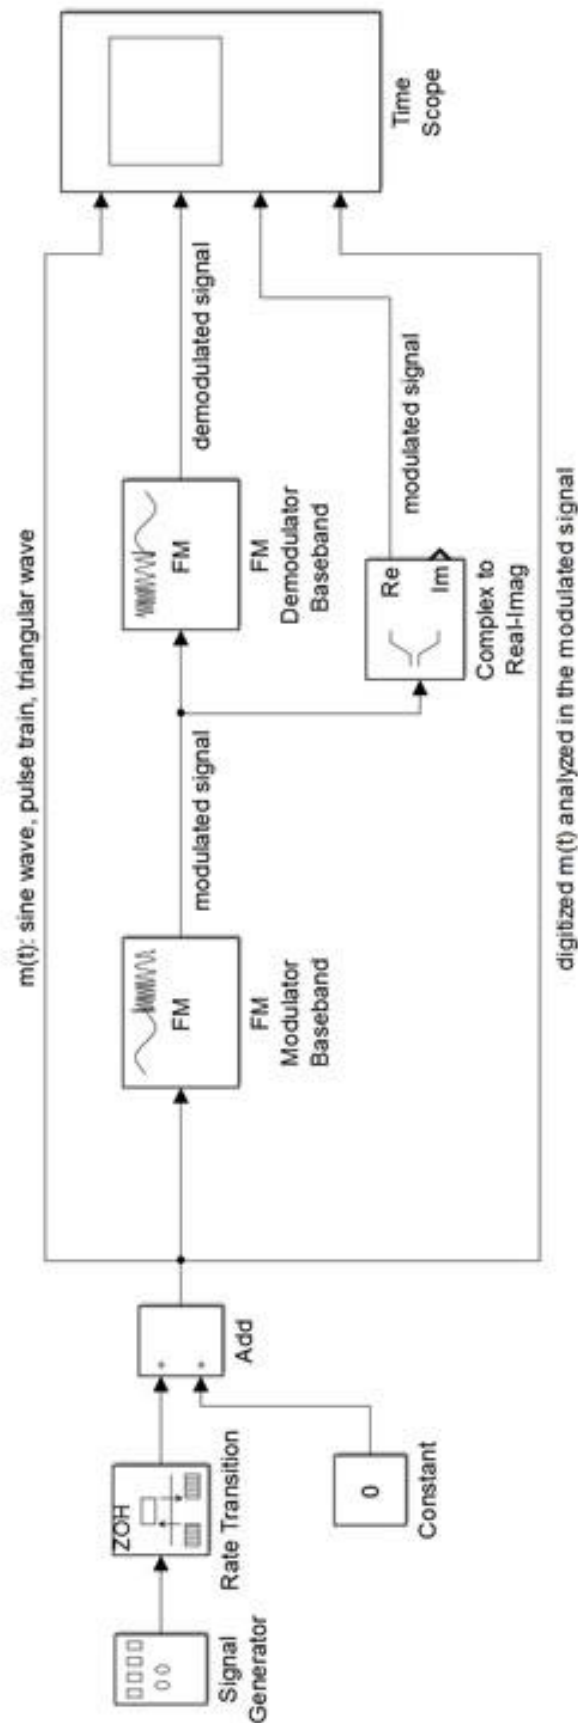 Signal
Generator
ZOH
Rate Transition
0
Constant
Add
m(t): sine wave, pulse train, triangular wave
FM
FM
Modulator
Baseband
modulated signal
FM
FM
Demodulator
Baseband
demodulated signal
Re
Im
Complex to
Real-Imag
modulated signal
digitized m(t) analyzed in the modulated signal
Time
Scope